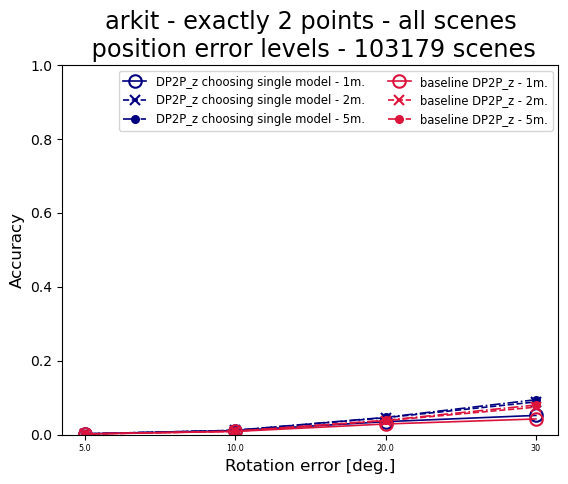 arkit - exactly 2 points - all scenes
position error levels - 103179 scenes
DP2P_z choosing single model - 1m.
DP2P_z choosing single model - 2m.
DP2P_z choosing single model - 5m.
baseline DP2P_z - 1m.
baseline DP2P_z - 2m.
baseline DP2P_z - 5m.
Accuracy
1.0
0.8
0.6
0.4
0.2
0.0
5.0 10.0 20.0 30
Rotation error [deg.]